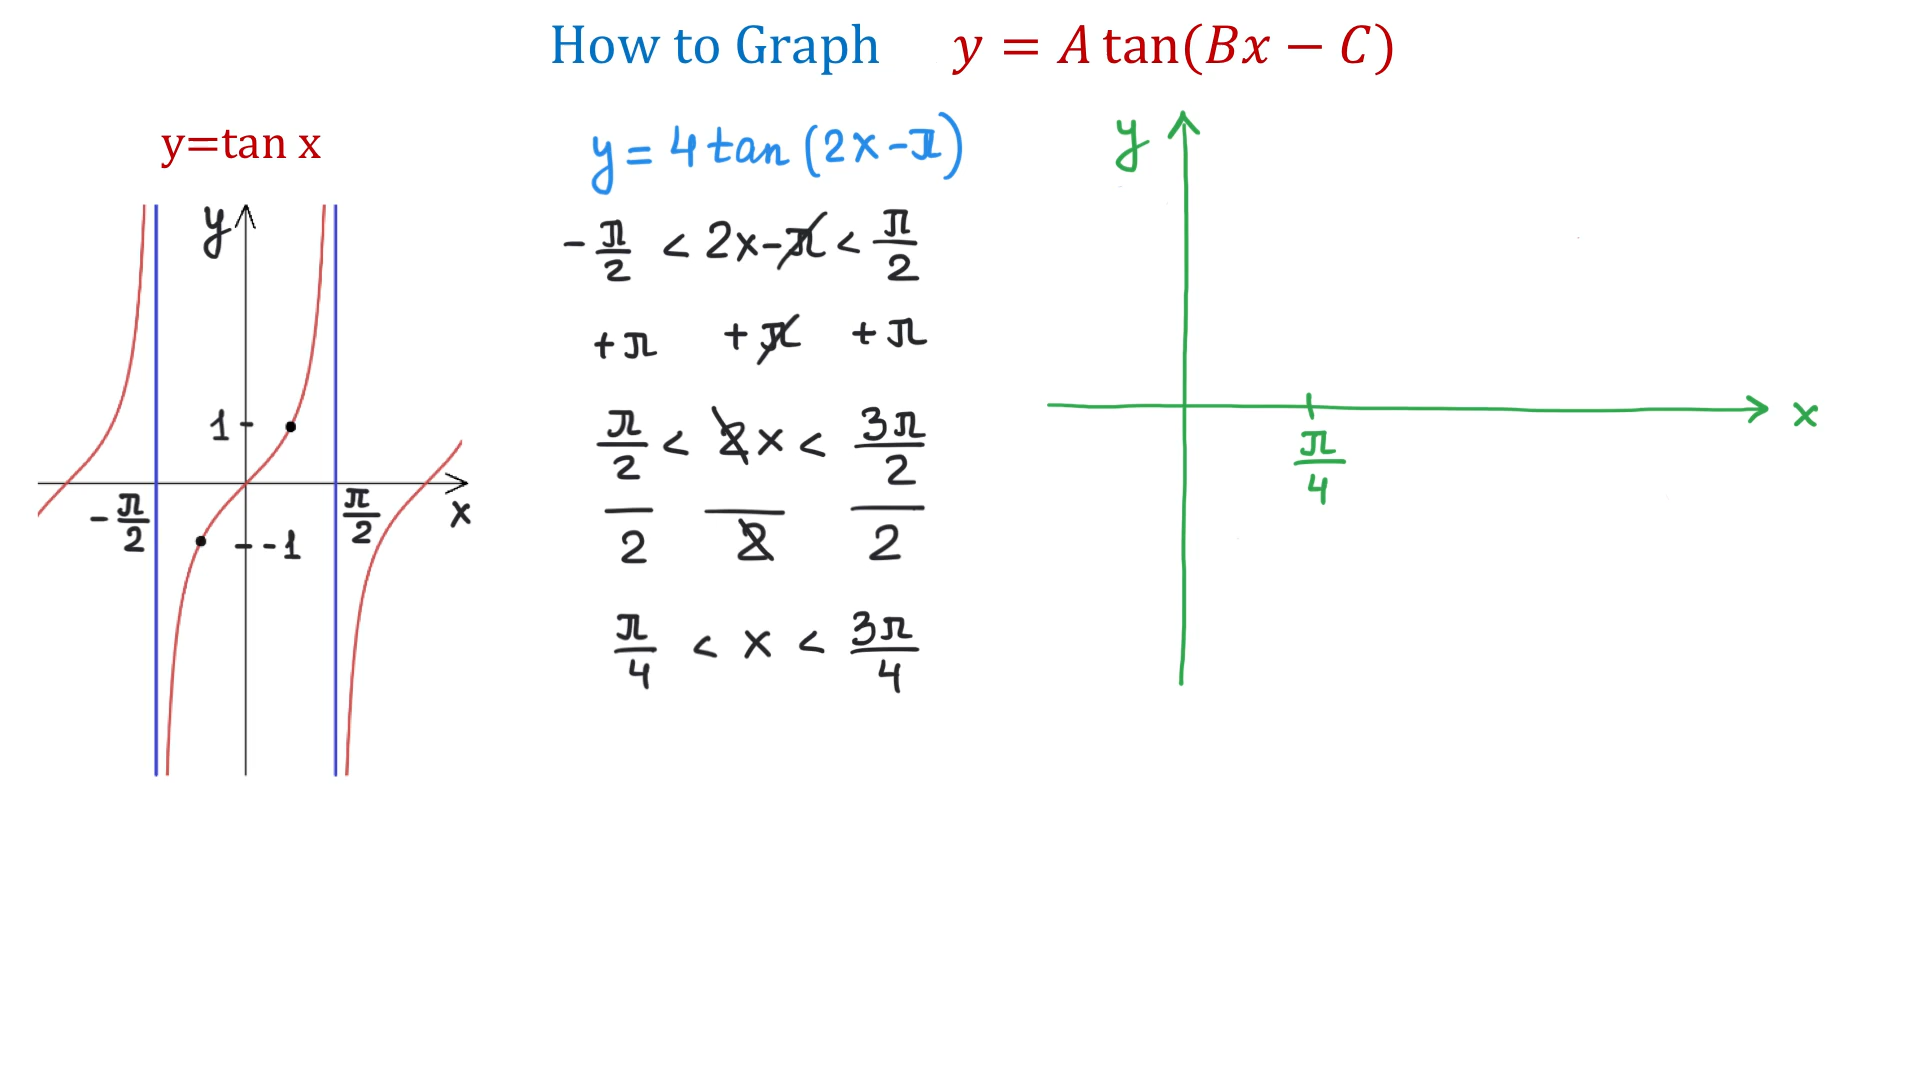 How to Graph y = A tan(Bx − C)
y=tan x
y
1
-1
-π/2
π/2
x
y = 4 tan (2x - π)
-π/2 < 2x - π < π/2
+π +π +π
π/2 < 2x < 3π/2
2 2 2
π/4 < x < 3π/4
y
x
π/4